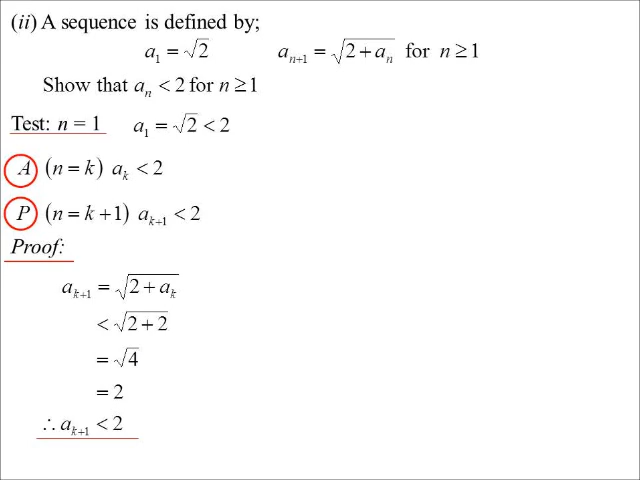 (ii) A sequence is defined by;
a₁ = √2   aₙ₊₁ = √(2 + aₙ) for n ≥ 1
Show that aₙ < 2 for n ≥ 1
Test: n = 1   a₁ = √2 < 2
A (n = k) aₖ < 2
P (n = k + 1) aₖ₊₁ < 2
Proof:
aₖ₊₁ = √(2 + aₖ)
< √(2 + 2)
= √4
= 2
∴ aₖ₊₁ < 2